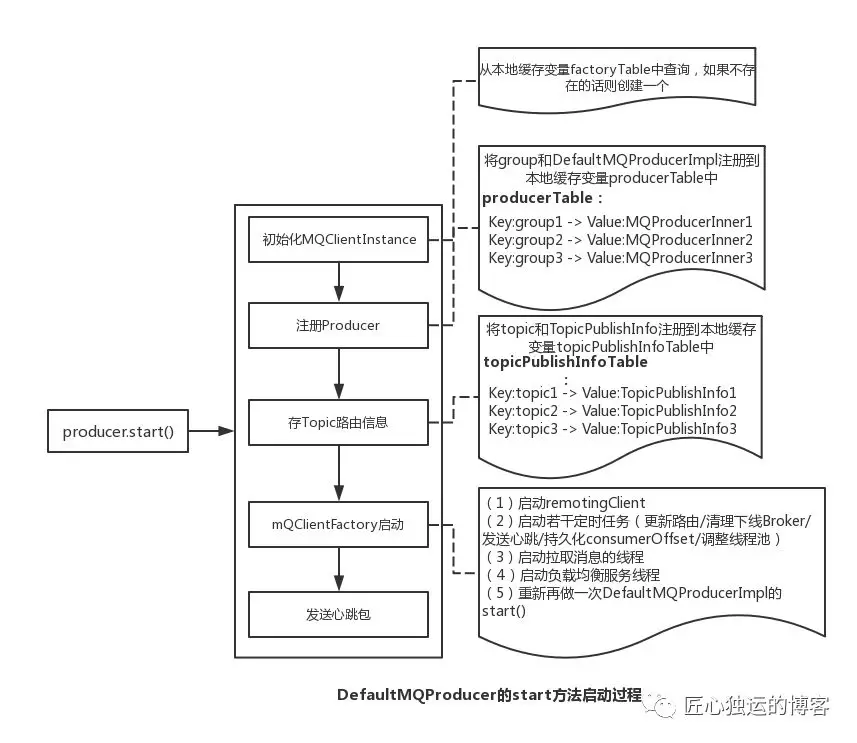 从本地缓存变量factoryTable中查询，如果不存
在的话则创建一个
将group和DefaultMQProducerImpl注册到
本地缓存变量producerTable中
producerTable：
Key:group1 -> Value:MQProducerInner1
Key:group2 -> Value:MQProducerInner2
Key:group3 -> Value:MQProducerInner3
初始化MQClientInstance
注册Producer
将topic和TopicPublishInfo注册到本地缓存
变量topicPublishInfoTable中
topicPublishInfoTable
：
Key:topic1 -> Value:TopicPublishInfo1
Key:topic2 -> Value:TopicPublishInfo2
Key:topic3 -> Value:TopicPublishInfo3
producer.start()
存Topic路由信息
mQClientFactory启动
（1）启动remotingClient
（2）启动若干定时任务（更新路由/清理下线Broker/
发送心跳/持久化consumerOffset/调整线程池）
（3）启动拉取消息的线程
（4）启动负载均衡服务线程
（5）重新再做一次DefaultMQProducerImpl的
start()
发送心跳包
DefaultMQProducer的start方法启动过程
匠心独运的博客